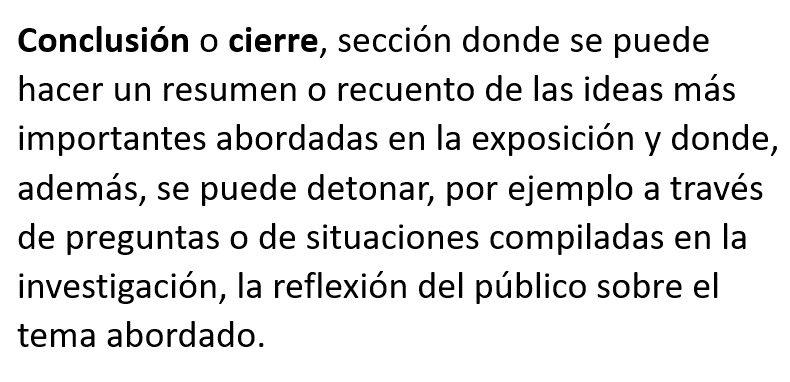 Conclusión o cierre, sección donde se puede
hacer un resumen o recuento de las ideas más
importantes abordadas en la exposición y donde,
además, se puede detonar, por ejemplo a través
de preguntas o de situaciones compiladas en la
investigación, la reflexión del público sobre el
tema abordado.